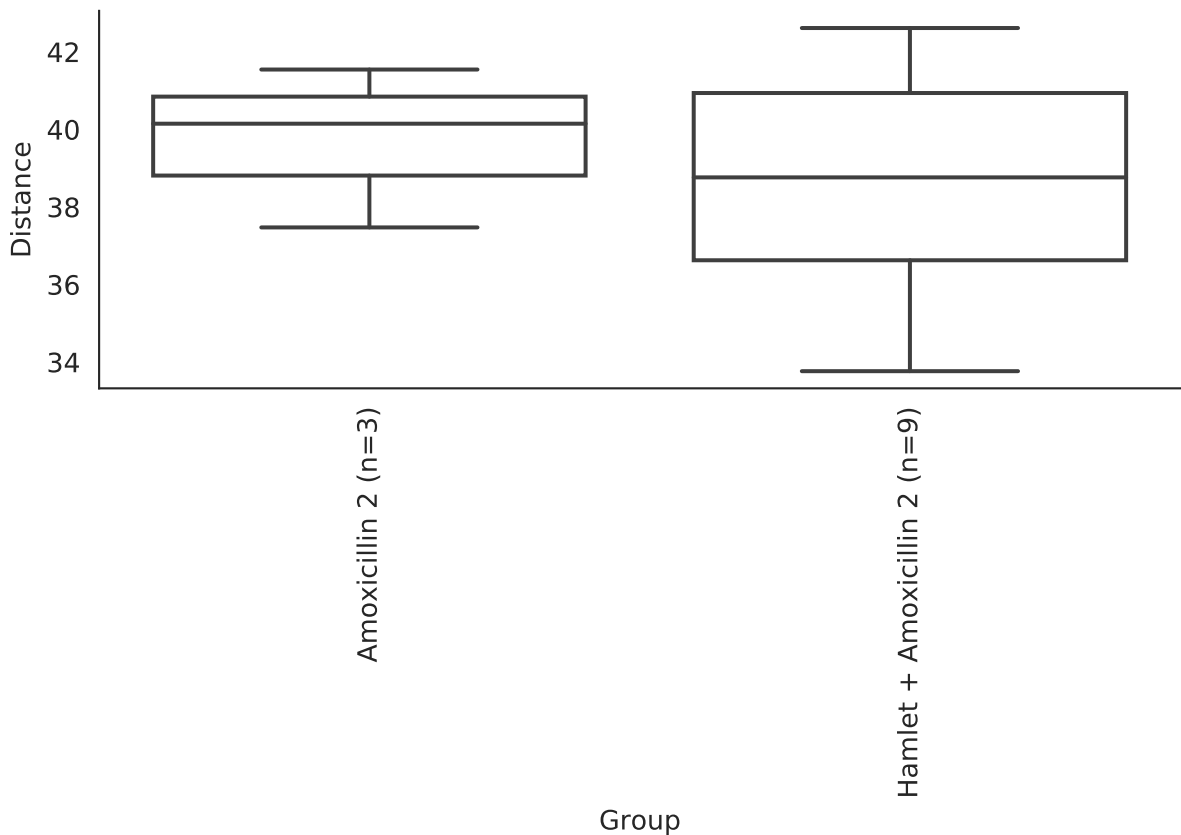 42
40
38
36
34
Distance
Amoxicillin 2 (n=3)
Hamlet + Amoxicillin 2 (n=9)
Group